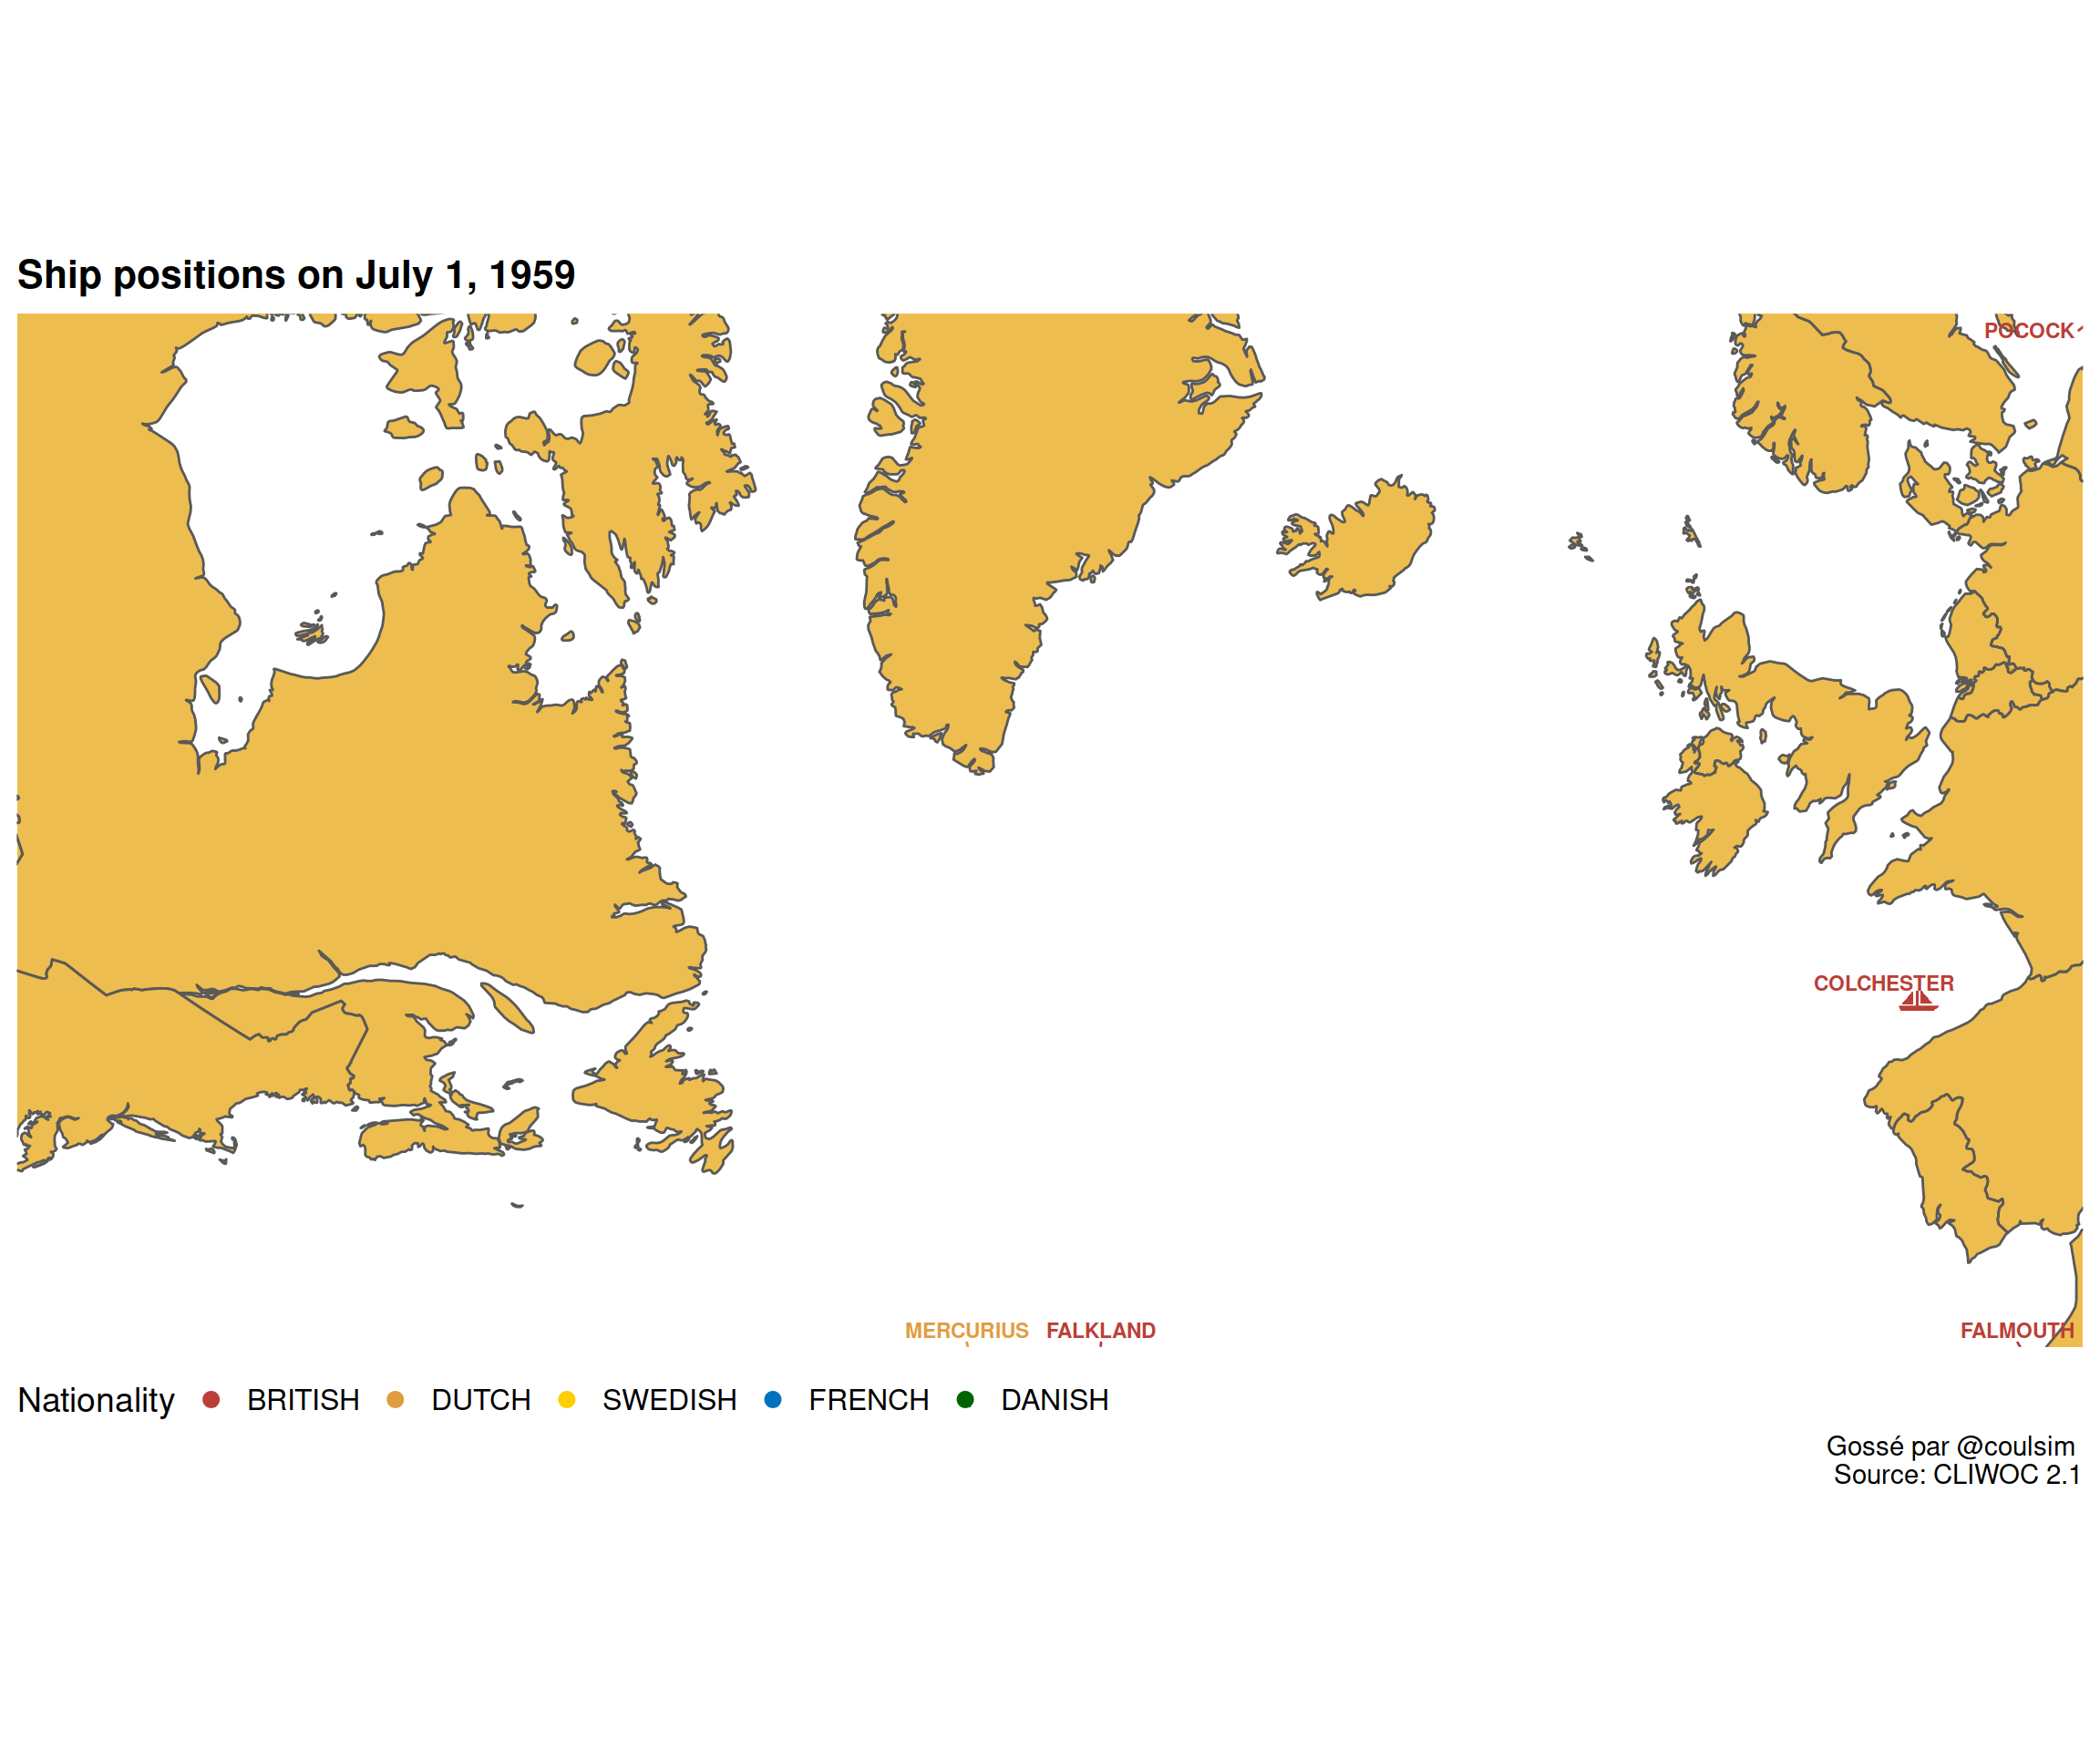 Ship positions on July 1, 1959
POCOCK
COLCHESTER
MERCURIUS FALKLAND FALMOUTH
Nationality BRITISH DUTCH SWEDISH FRENCH DANISH
Gossé par @coulsim
Source: CLIWOC 2.1